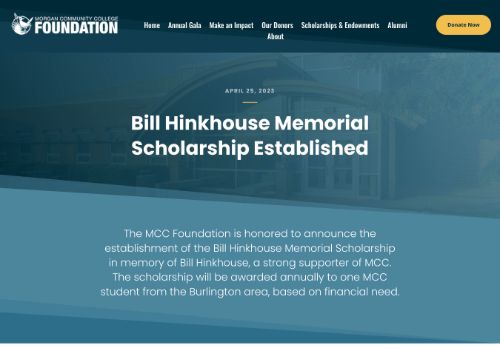 MORGAN COMMUNITY COLLEGE
FOUNDATION
Home Annual Gala Make an Impact Our Donors Scholarships & Endowments Alumni
About
Donate Now
APRIL 25, 2023
Bill Hinkhouse Memorial
Scholarship Established
The MCC Foundation is honored to announce the
establishment of the Bill Hinkhouse Memorial Scholarship
in memory of Bill Hinkhouse, a strong supporter of MCC.
The scholarship will be awarded annually to one MCC
student from the Burlington area, based on financial need.